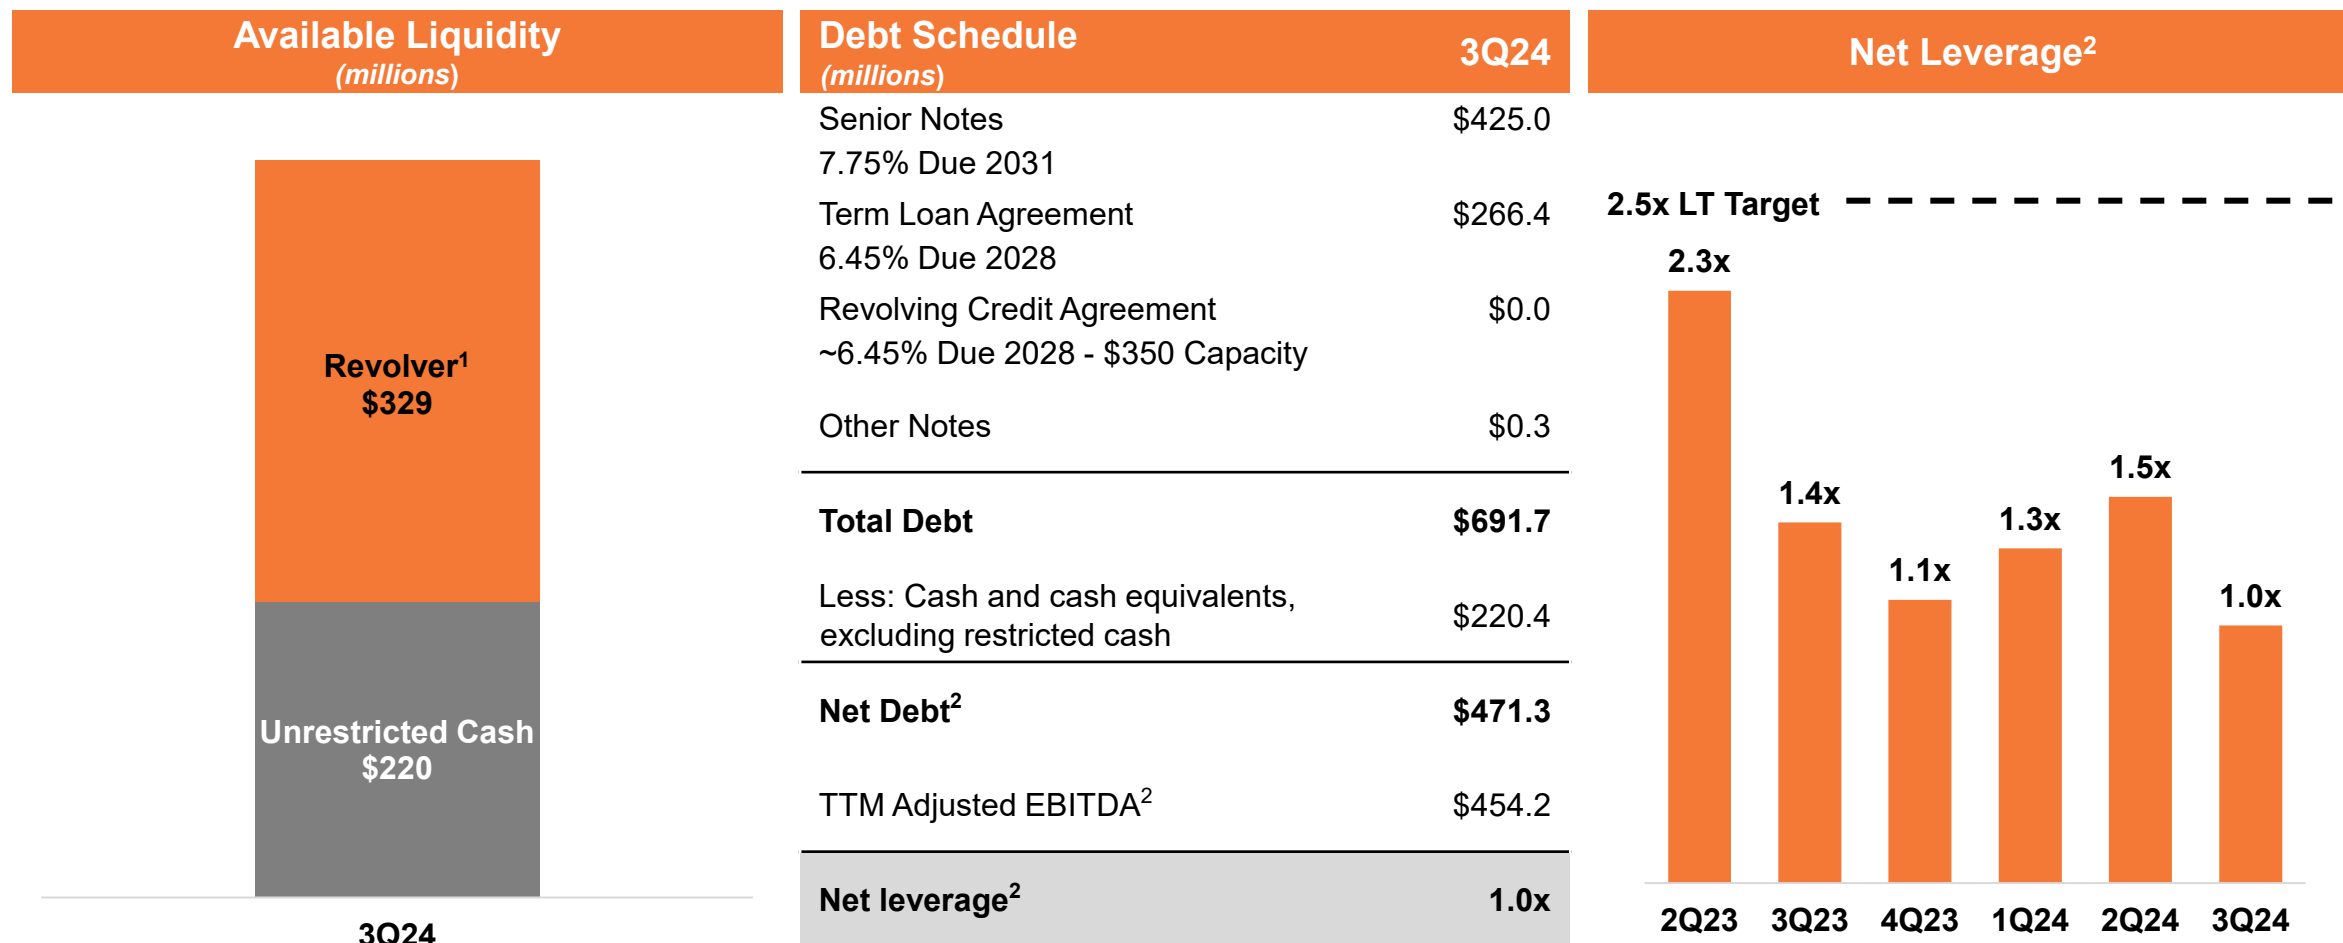 Available Liquidity
(millions)
Revolver¹
$329
Unrestricted Cash
$220
3Q24
Debt Schedule
(millions)
3Q24
Senior Notes $425.0
7.75% Due 2031
Term Loan Agreement $266.4
6.45% Due 2028
Revolving Credit Agreement $0.0
~6.45% Due 2028 - $350 Capacity
Other Notes $0.3
Total Debt $691.7
Less: Cash and cash equivalents,
excluding restricted cash $220.4
Net Debt² $471.3
TTM Adjusted EBITDA² $454.2
Net leverage² 1.0x
Net Leverage²
2.5x LT Target
2.3x
1.4x
1.1x
1.3x
1.5x
1.0x
2Q23 3Q23 4Q23 1Q24 2Q24 3Q24